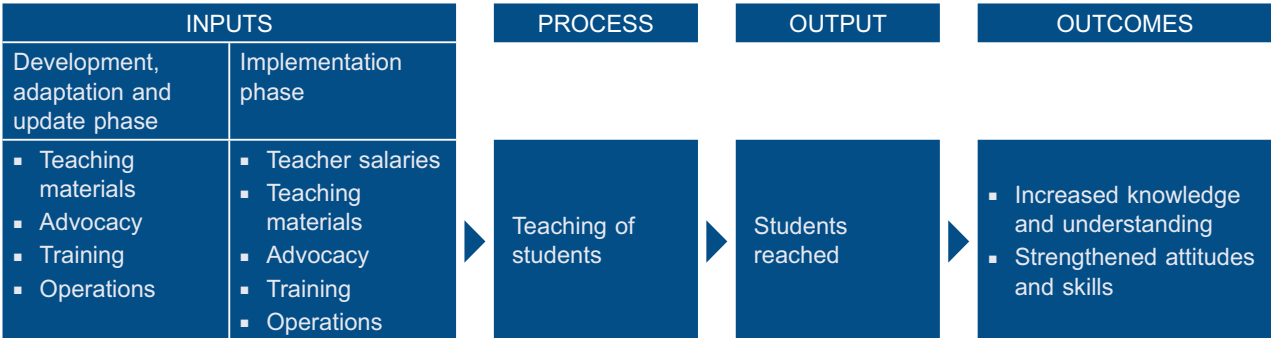 INPUTS
PROCESS
OUTPUT
OUTCOMES
Development,
adaptation and
update phase
Implementation
phase
▪ Teaching
materials
▪ Advocacy
▪ Training
▪ Operations
▪ Teacher salaries
▪ Teaching
materials
▪ Advocacy
▪ Training
▪ Operations
Teaching of
students
Students
reached
▪ Increased knowledge
and understanding
▪ Strengthened attitudes
and skills